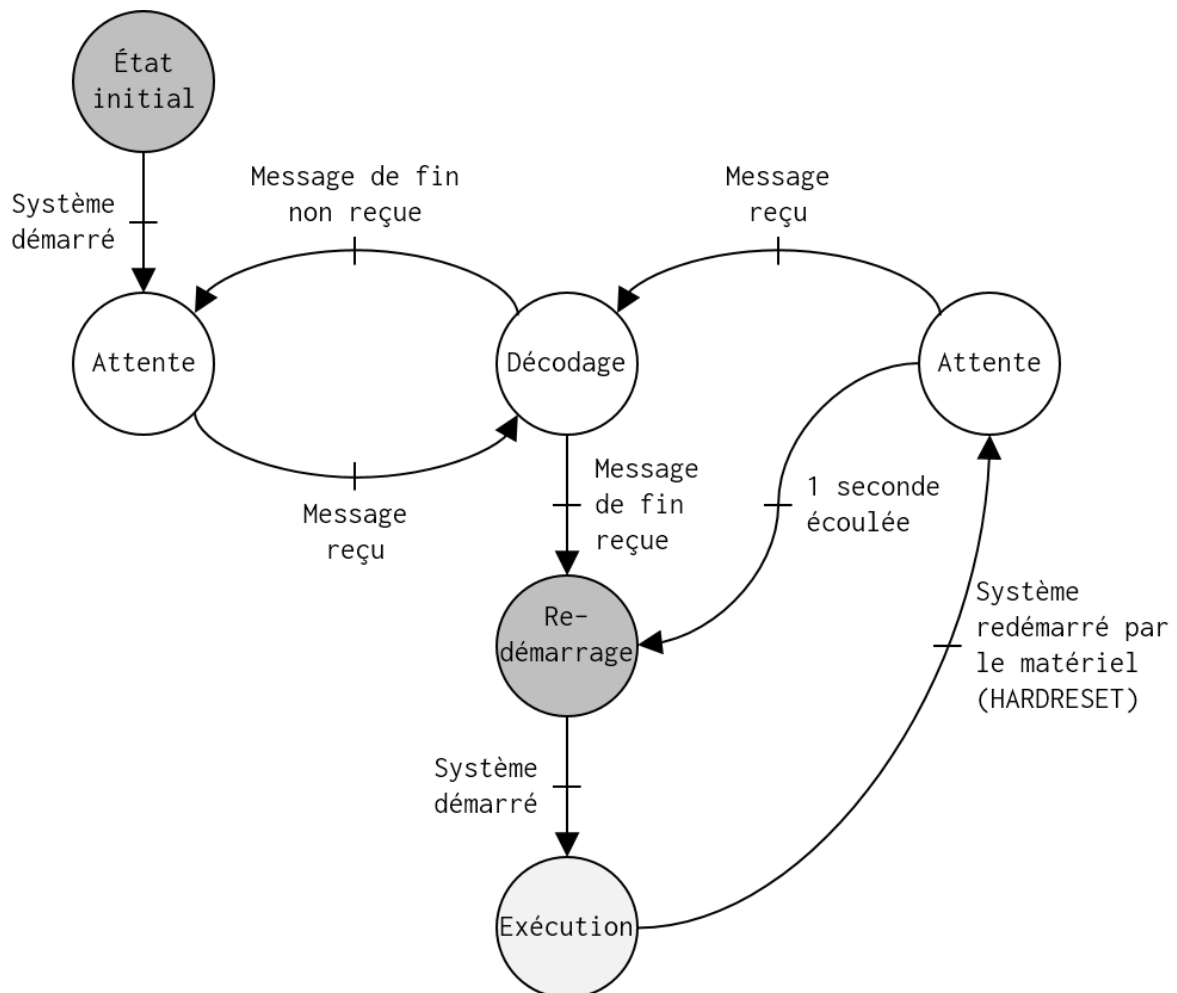 État
initial
Système
démarré
Message de fin
non reçue
Message
reçu
Attente
Décodage
Attente
Message
reçu
Message
de fin
reçue
1 seconde
écoulée
Re-
démarrage
Système
redémarré par
le matériel
(HARDRESET)
Système
démarré
Exécution